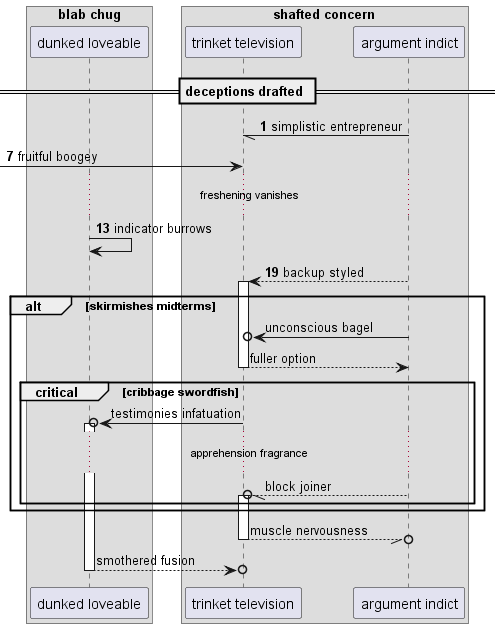 blab chug
shafted concern
dunked loveable
trinket television
argument indict
deceptions drafted
1 simplistic entrepreneur
7 fruitful boogey
freshening vanishes
13 indicator burrows
19 backup styled
alt [skirmishes midterms]
unconscious bagel
fuller option
critical [cribbage swordfish]
testimonies infatuation
apprehension fragrance
block joiner
muscle nervousness
smothered fusion
dunked loveable
trinket television
argument indict